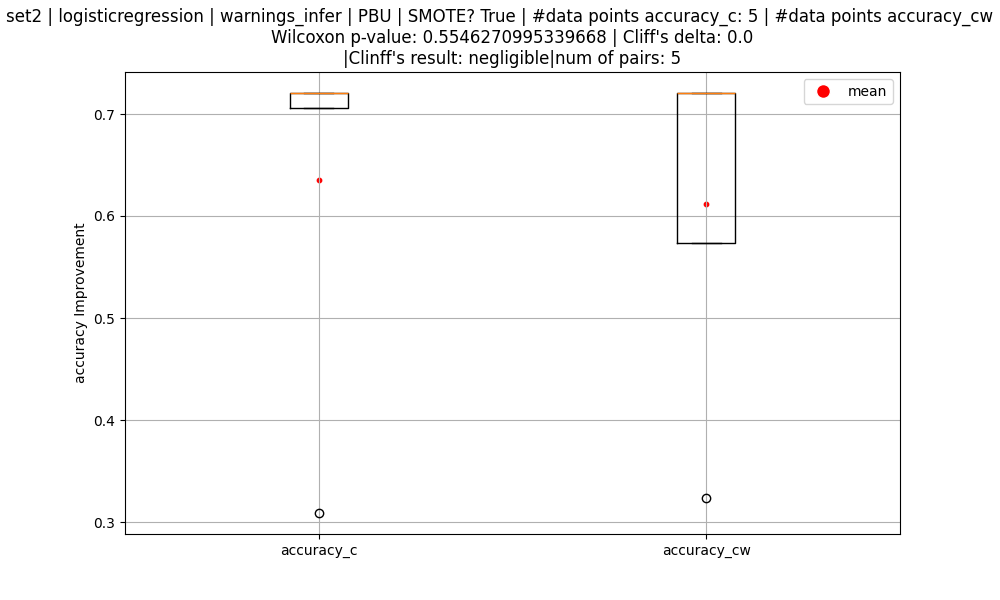 set2 | logisticregression | warnings_infer | PBU | SMOTE? True | #data points accuracy_c: 5 | #data points accuracy_cw
Wilcoxon p-value: 0.5546270995339668 | Cliff's delta: 0.0
|Clinff's result: negligible|num of pairs: 5
mean
0.7
0.6
0.5
0.4
0.3
accuracy Improvement
accuracy_c
accuracy_cw